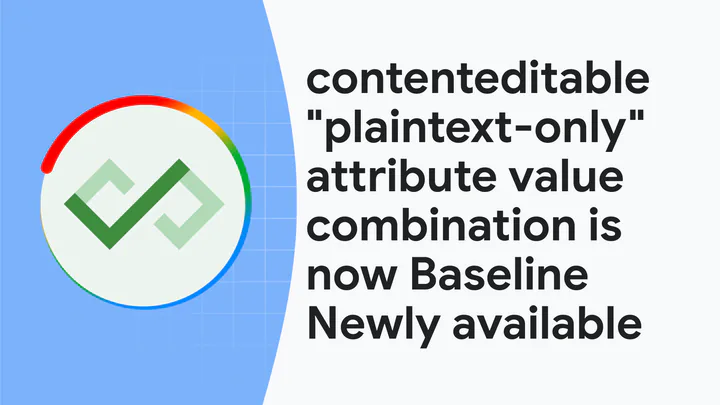 contenteditable
"plaintext-only"
attribute value
combination is
now Baseline
Newly available